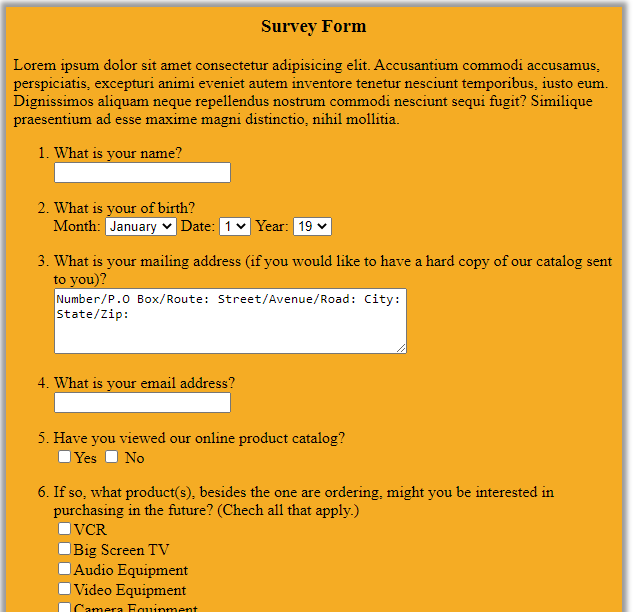 Survey Form
Lorem ipsum dolor sit amet consectetur adipisicing elit. Accusantium commodi accusamus,
perspiciatis, excepturi animi eveniet autem inventore tenetur nesciunt temporibus, iusto eum.
Dignissimos aliquam neque repellendus nostrum commodi nesciunt sequi fugit? Similique
praesentium ad esse maxime magni distinctio, nihil mollitia.
1. What is your name?
2. What is your of birth?
Month: January Date: 1 Year: 19
3. What is your mailing address (if you would like to have a hard copy of our catalog sent
to you)?
Number/P.O Box/Route: Street/Avenue/Road: City:
State/Zip:
4. What is your email address?
5. Have you viewed our online product catalog?
Yes No
6. If so, what product(s), besides the one are ordering, might you be interested in
purchasing in the future? (Chech all that apply.)
VCR
Big Screen TV
Audio Equipment
Video Equipment
Camera Equipment